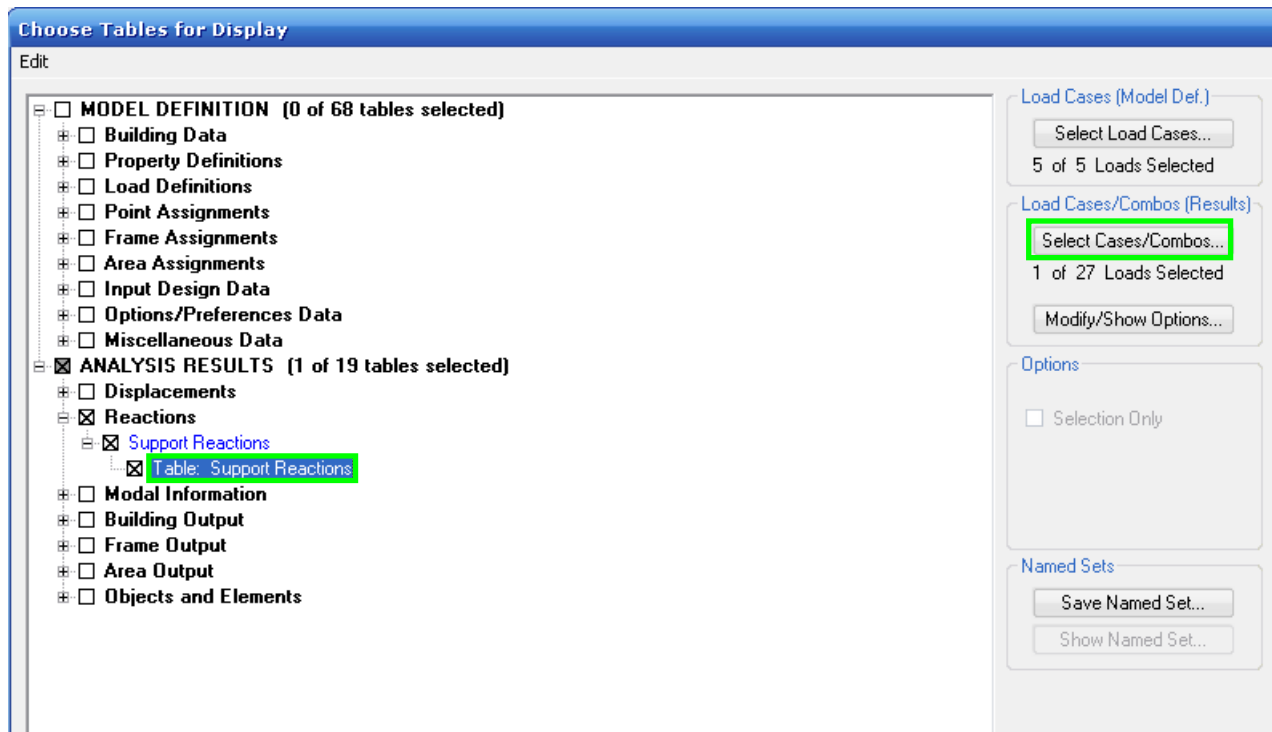 Choose Tables for Display
Edit
MODEL DEFINITION (0 of 68 tables selected)
Building Data
Property Definitions
Load Definitions
Point Assignments
Frame Assignments
Area Assignments
Input Design Data
Options/Preferences Data
Miscellaneous Data
ANALYSIS RESULTS (1 of 19 tables selected)
Displacements
Reactions
Support Reactions
Table: Support Reactions
Modal Information
Building Output
Frame Output
Area Output
Objects and Elements
Load Cases (Model Def.)
Select Load Cases...
5 of 5 Loads Selected
Load Cases/Combos (Results)
Select Cases/Combos...
1 of 27 Loads Selected
Modify/Show Options...
Options
Selection Only
Named Sets
Save Named Set...
Show Named Set...